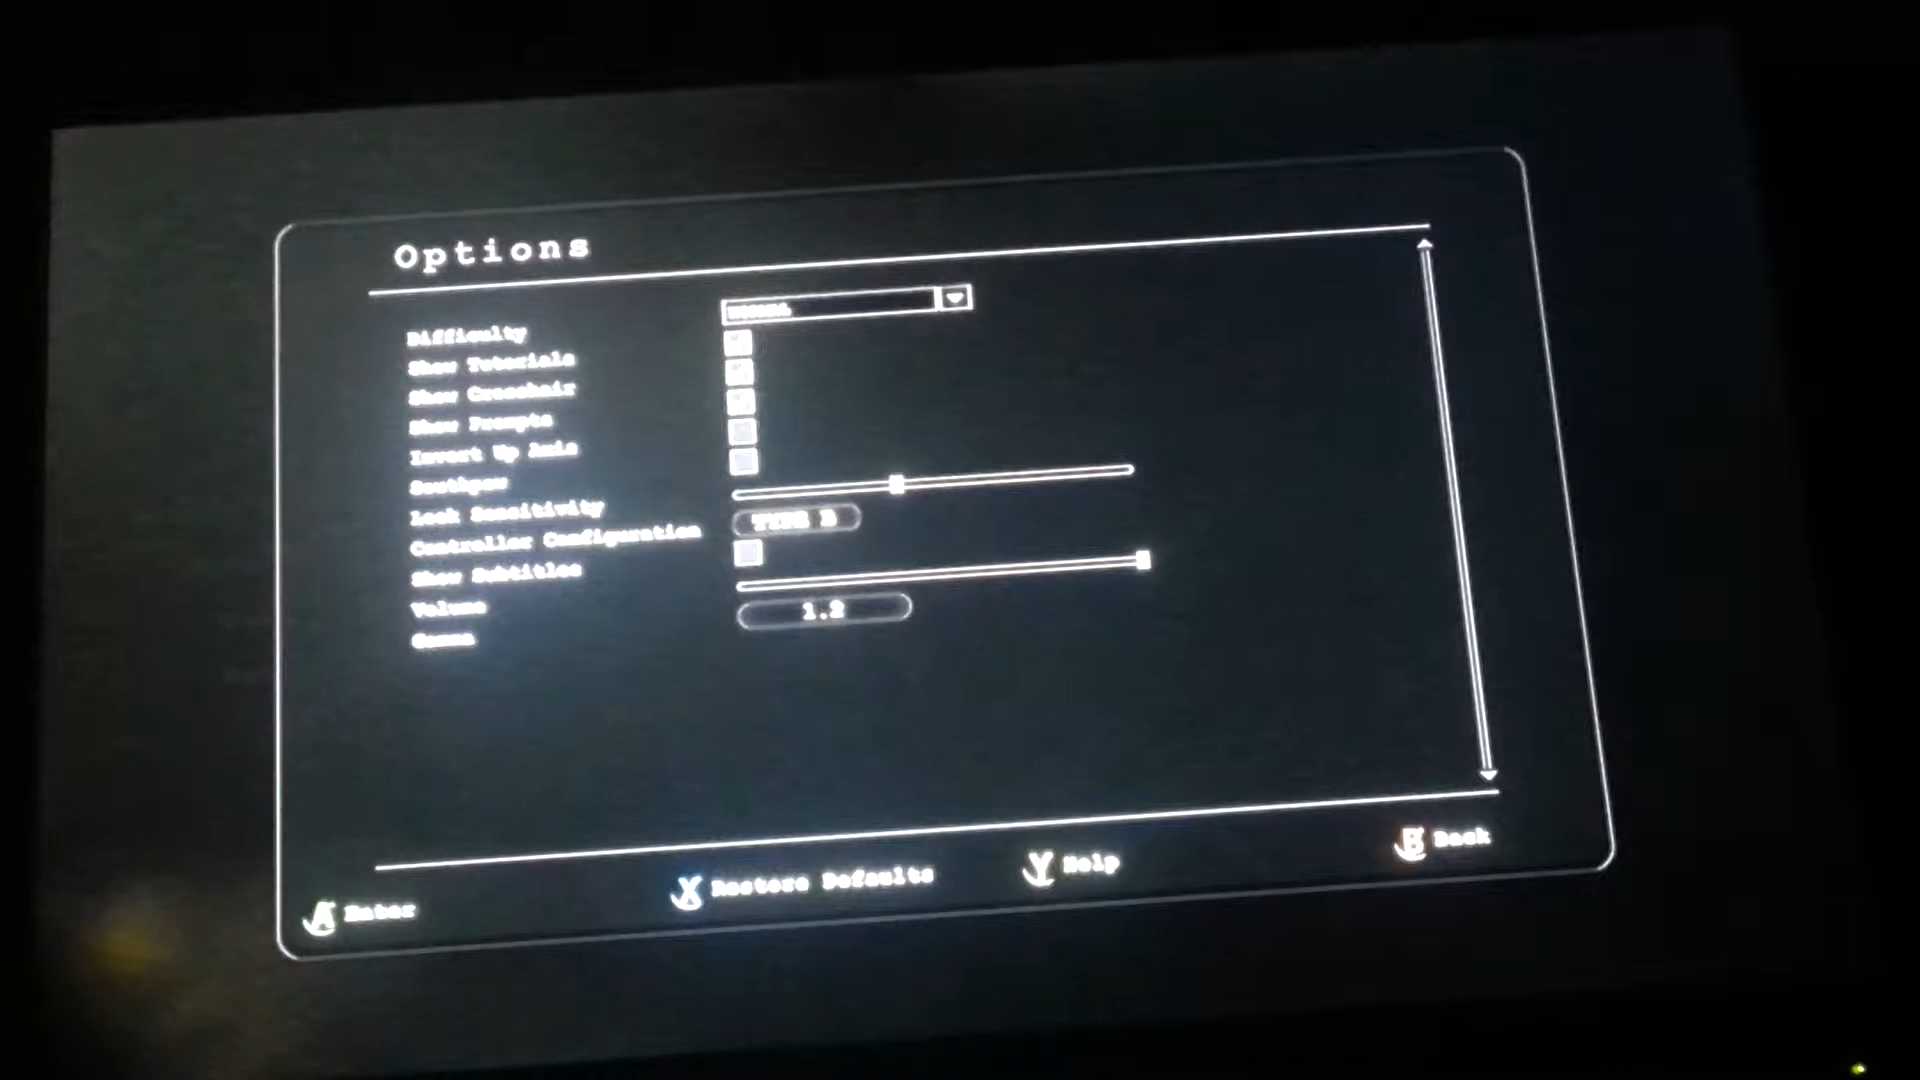 Options
Difficulty
Show Tutorials
Show Crosshair
Show Prompts
Invert Up Axis
Southpaw
Look Sensitivity
Controller Configuration TYPE B
Show Subtitles
Volume
Gamma 1.2
A Enter X Restore Defaults Y Help B Back